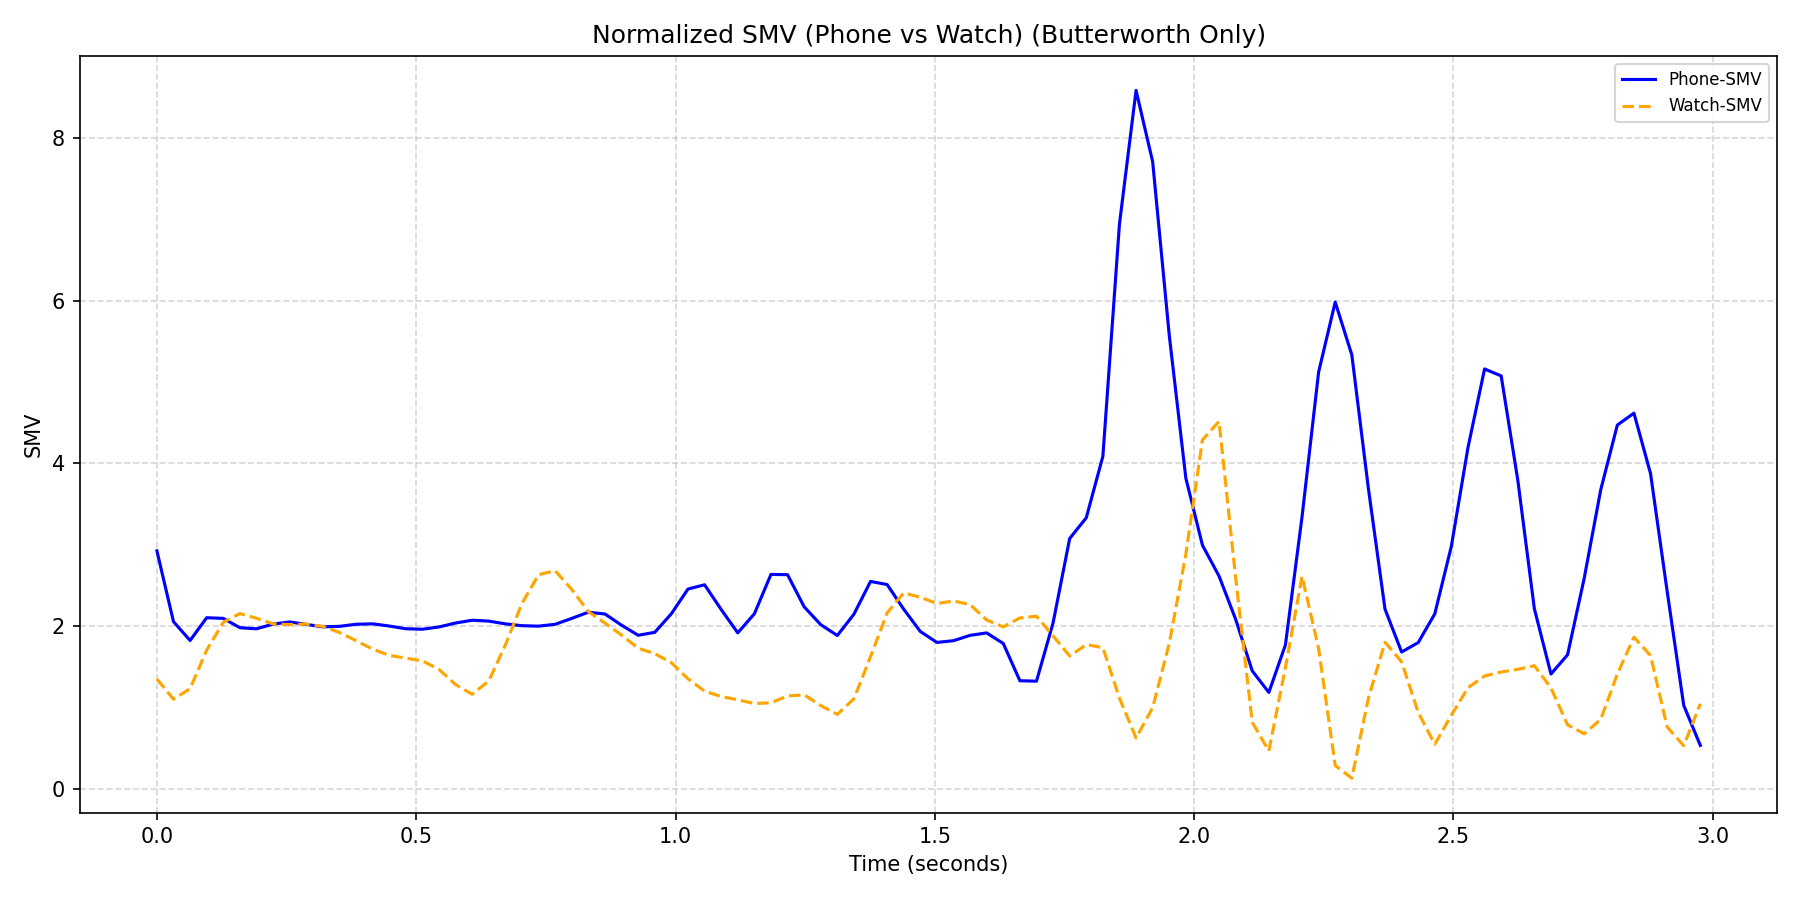 Normalized SMV (Phone vs Watch) (Butterworth Only)
Phone-SMV
Watch-SMV
8
6
4
2
0
SMV
0.0 0.5 1.0 1.5 2.0 2.5 3.0
Time (seconds)